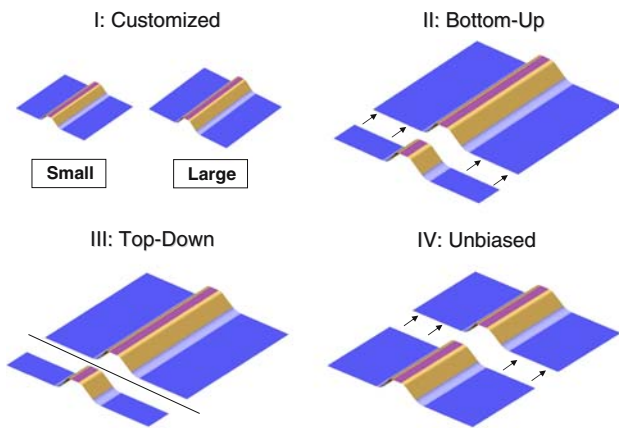 I: Customized
II: Bottom-Up
Small
Large
III: Top-Down
IV: Unbiased